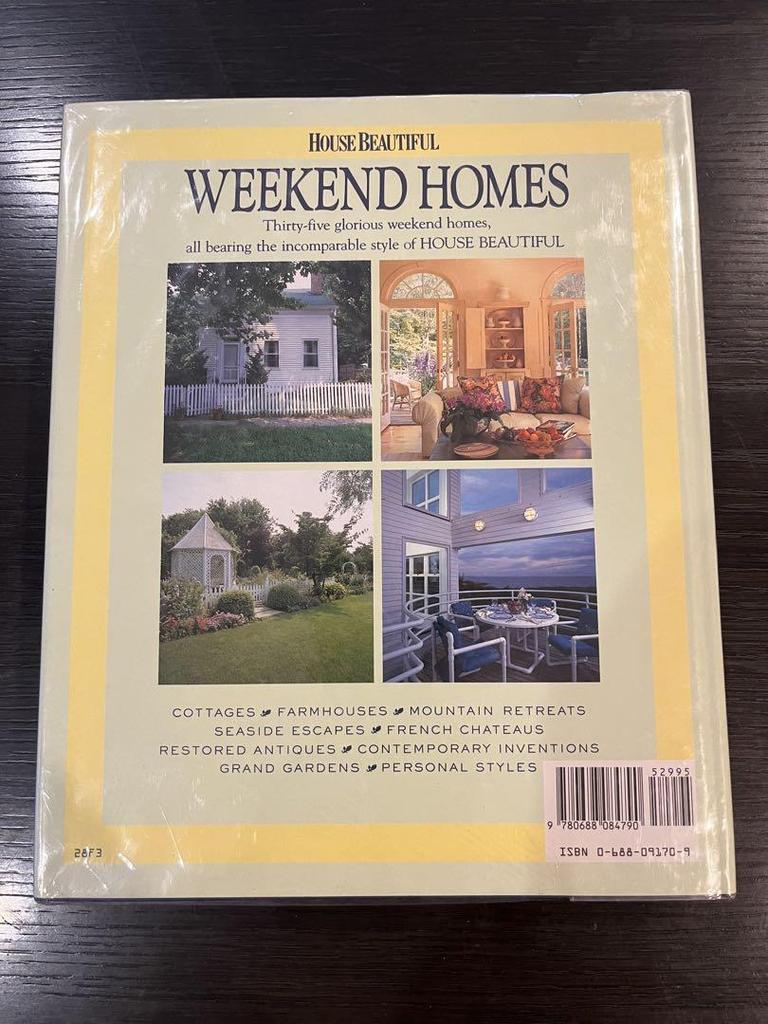 HOUSE BEAUTIFUL
WEEKEND HOMES
Thirty-five glorious weekend homes,
all bearing the incomparable style of HOUSE BEAUTIFUL
COTTAGES FARMHOUSES MOUNTAIN RETREATS
SEASIDE ESCAPES FRENCH CHATEAUS
RESTORED ANTIQUES CONTEMPORARY INVENTIONS
GRAND GARDENS PERSONAL STYLES
52995
9 780688 084790
ISBN 0-688-09170-9
28F3